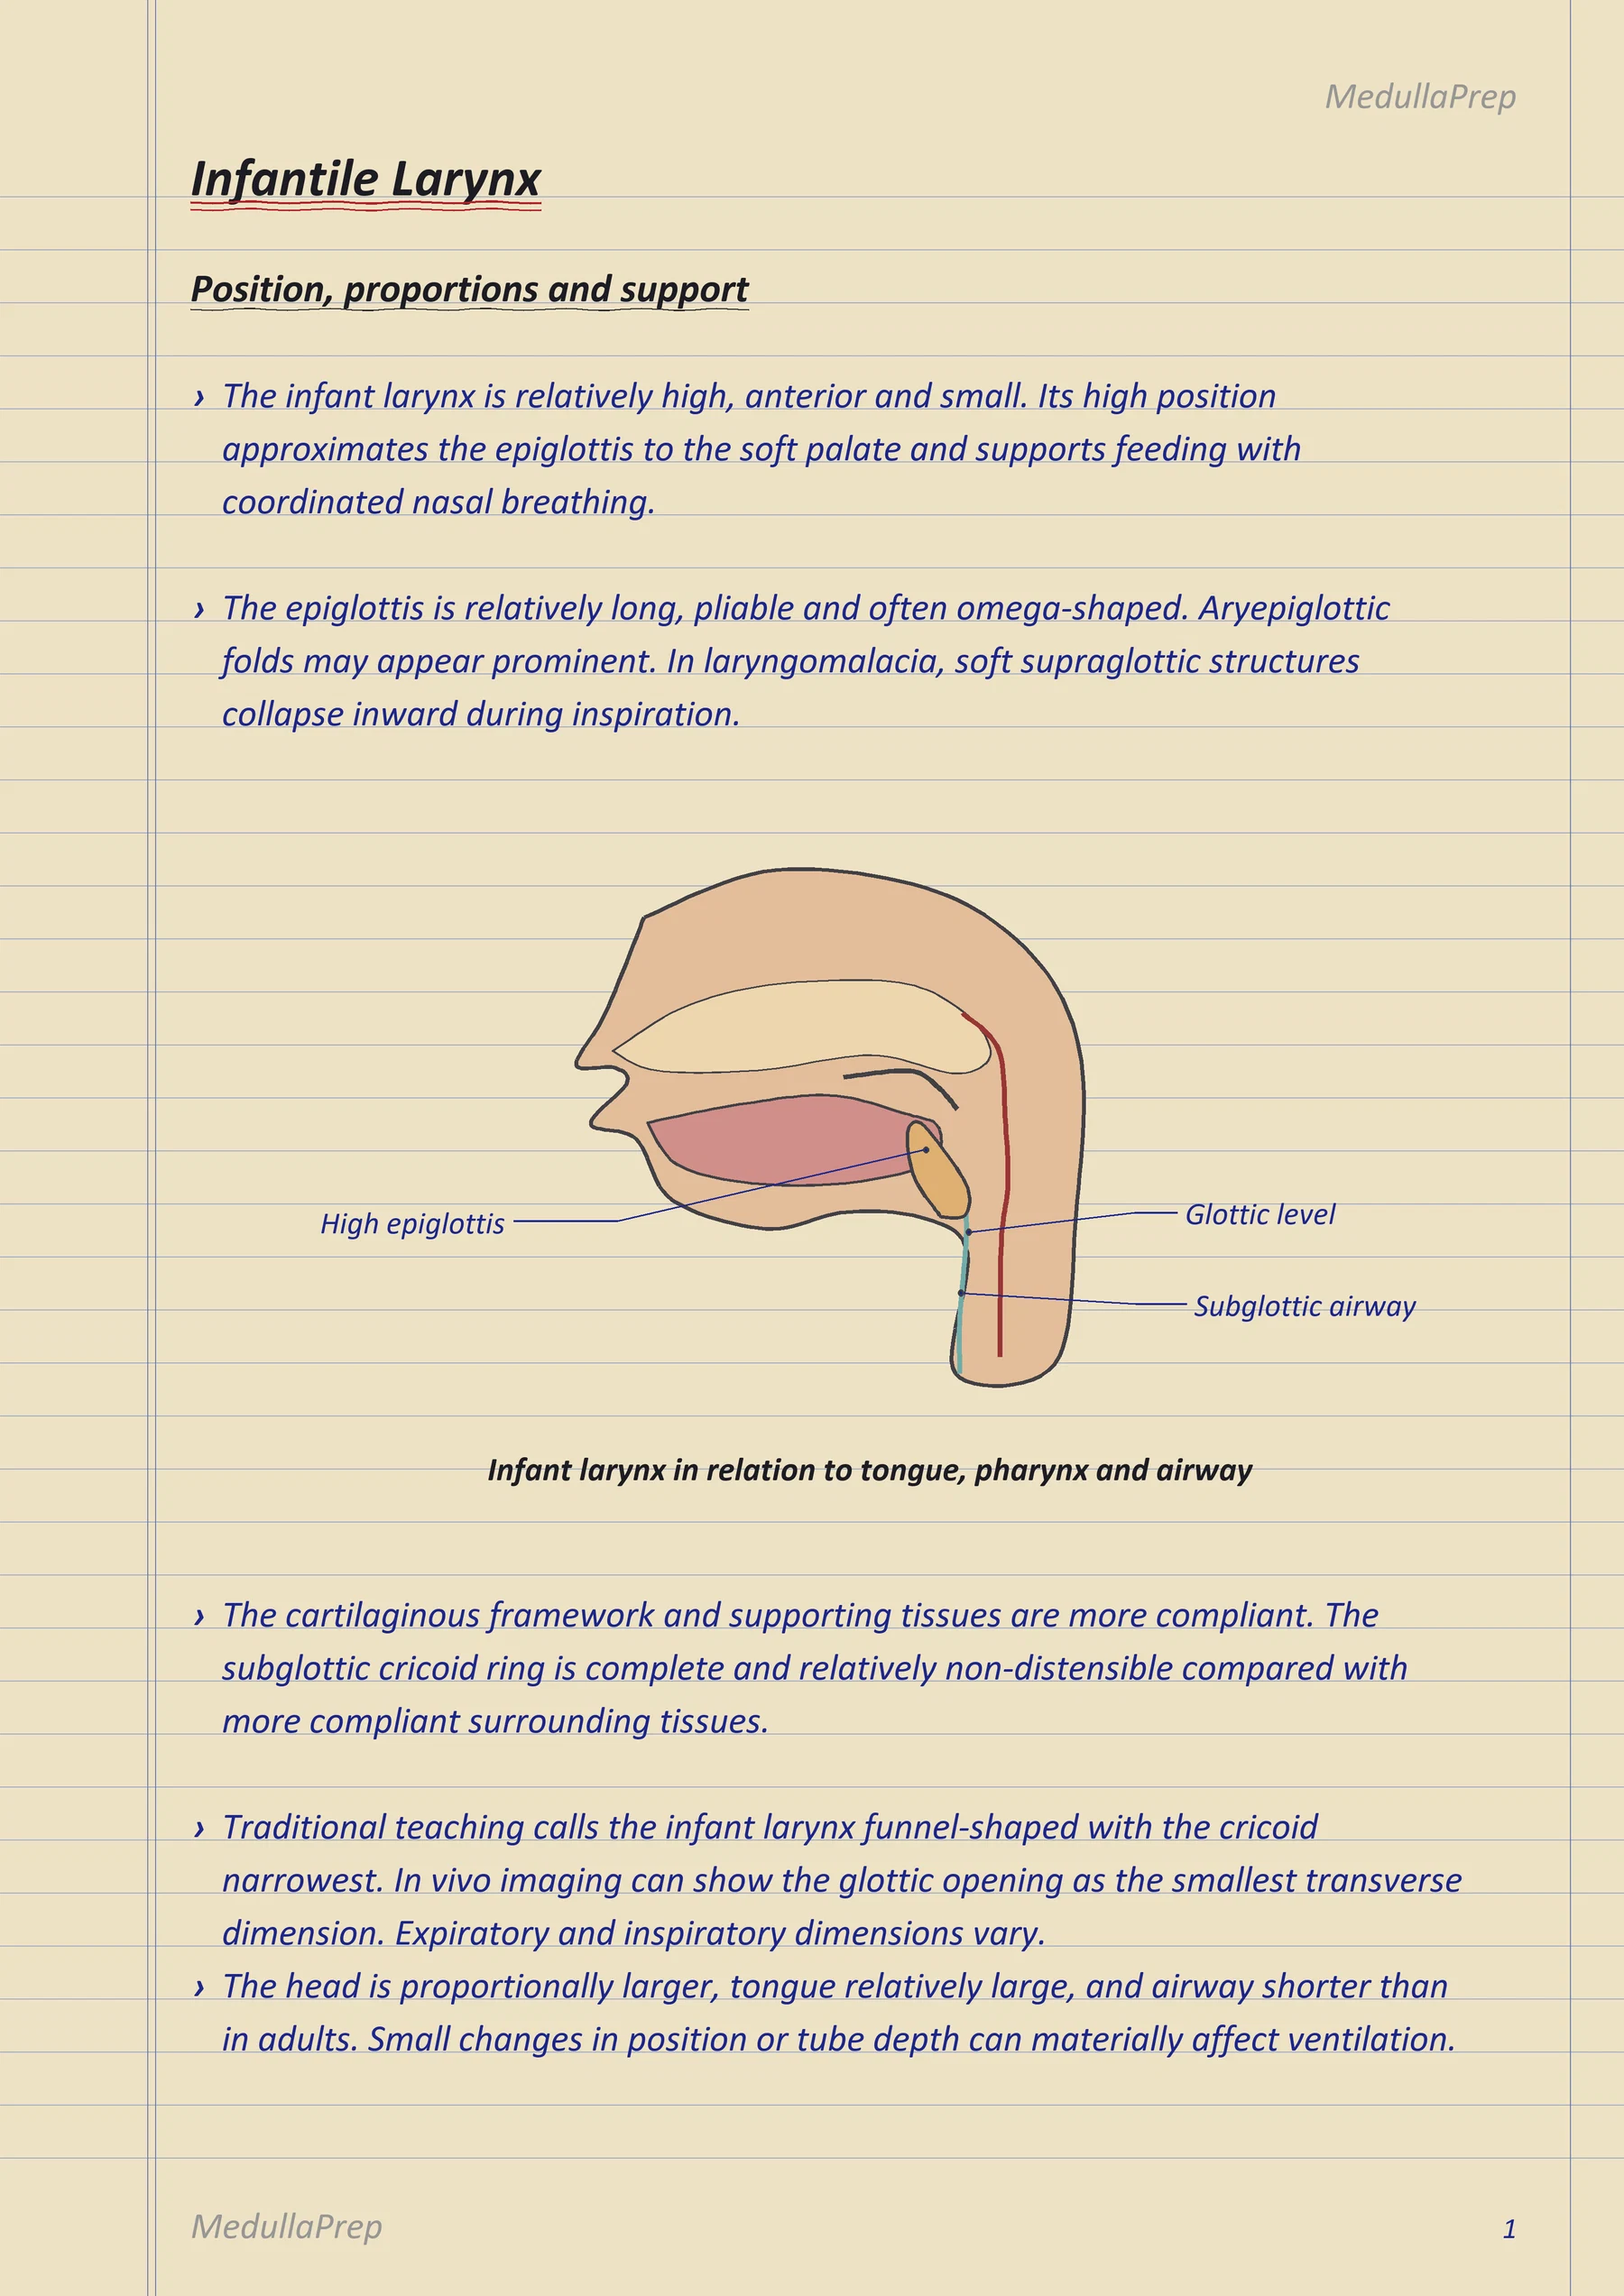 MedullaPrep
Infantile Larynx
Position, proportions and support
› The infant larynx is relatively high, anterior and small. Its high position
approximates the epiglottis to the soft palate and supports feeding with
coordinated nasal breathing.
› The epiglottis is relatively long, pliable and often omega-shaped. Aryepiglottic
folds may appear prominent. In laryngomalacia, soft supraglottic structures
collapse inward during inspiration.
High epiglottis
Glottic level
Subglottic airway
Infant larynx in relation to tongue, pharynx and airway
› The cartilaginous framework and supporting tissues are more compliant. The
subglottic cricoid ring is complete and relatively non-distensible compared with
more compliant surrounding tissues.
› Traditional teaching calls the infant larynx funnel-shaped with the cricoid
narrowest. In vivo imaging can show the glottic opening as the smallest transverse
dimension. Expiratory and inspiratory dimensions vary.
› The head is proportionally larger, tongue relatively large, and airway shorter than
in adults. Small changes in position or tube depth can materially affect ventilation.
MedullaPrep
1